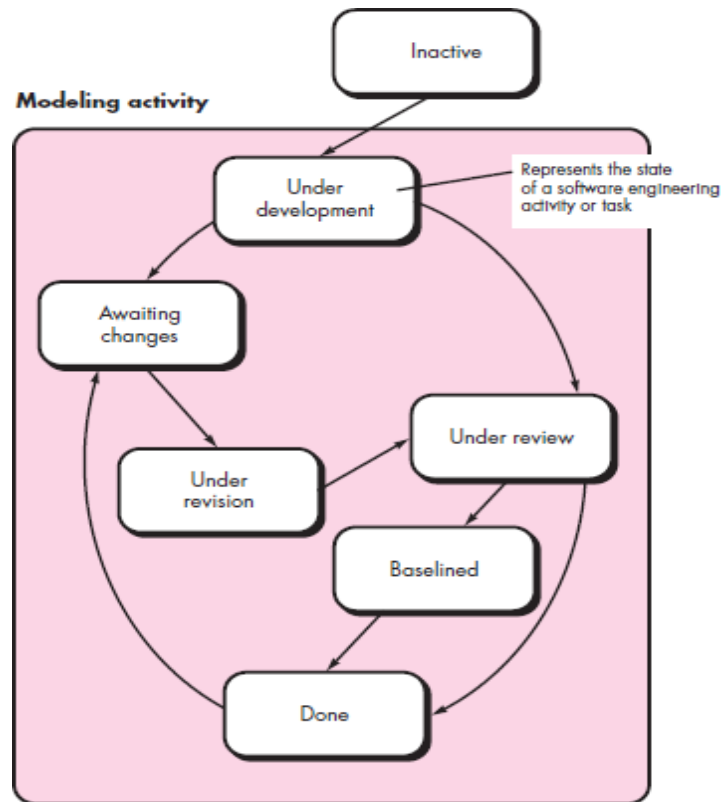 Inactive
Modeling activity
Under
development
Represents the state
of a software engineering
activity or task
Awaiting
changes
Under review
Under
revision
Baselined
Done